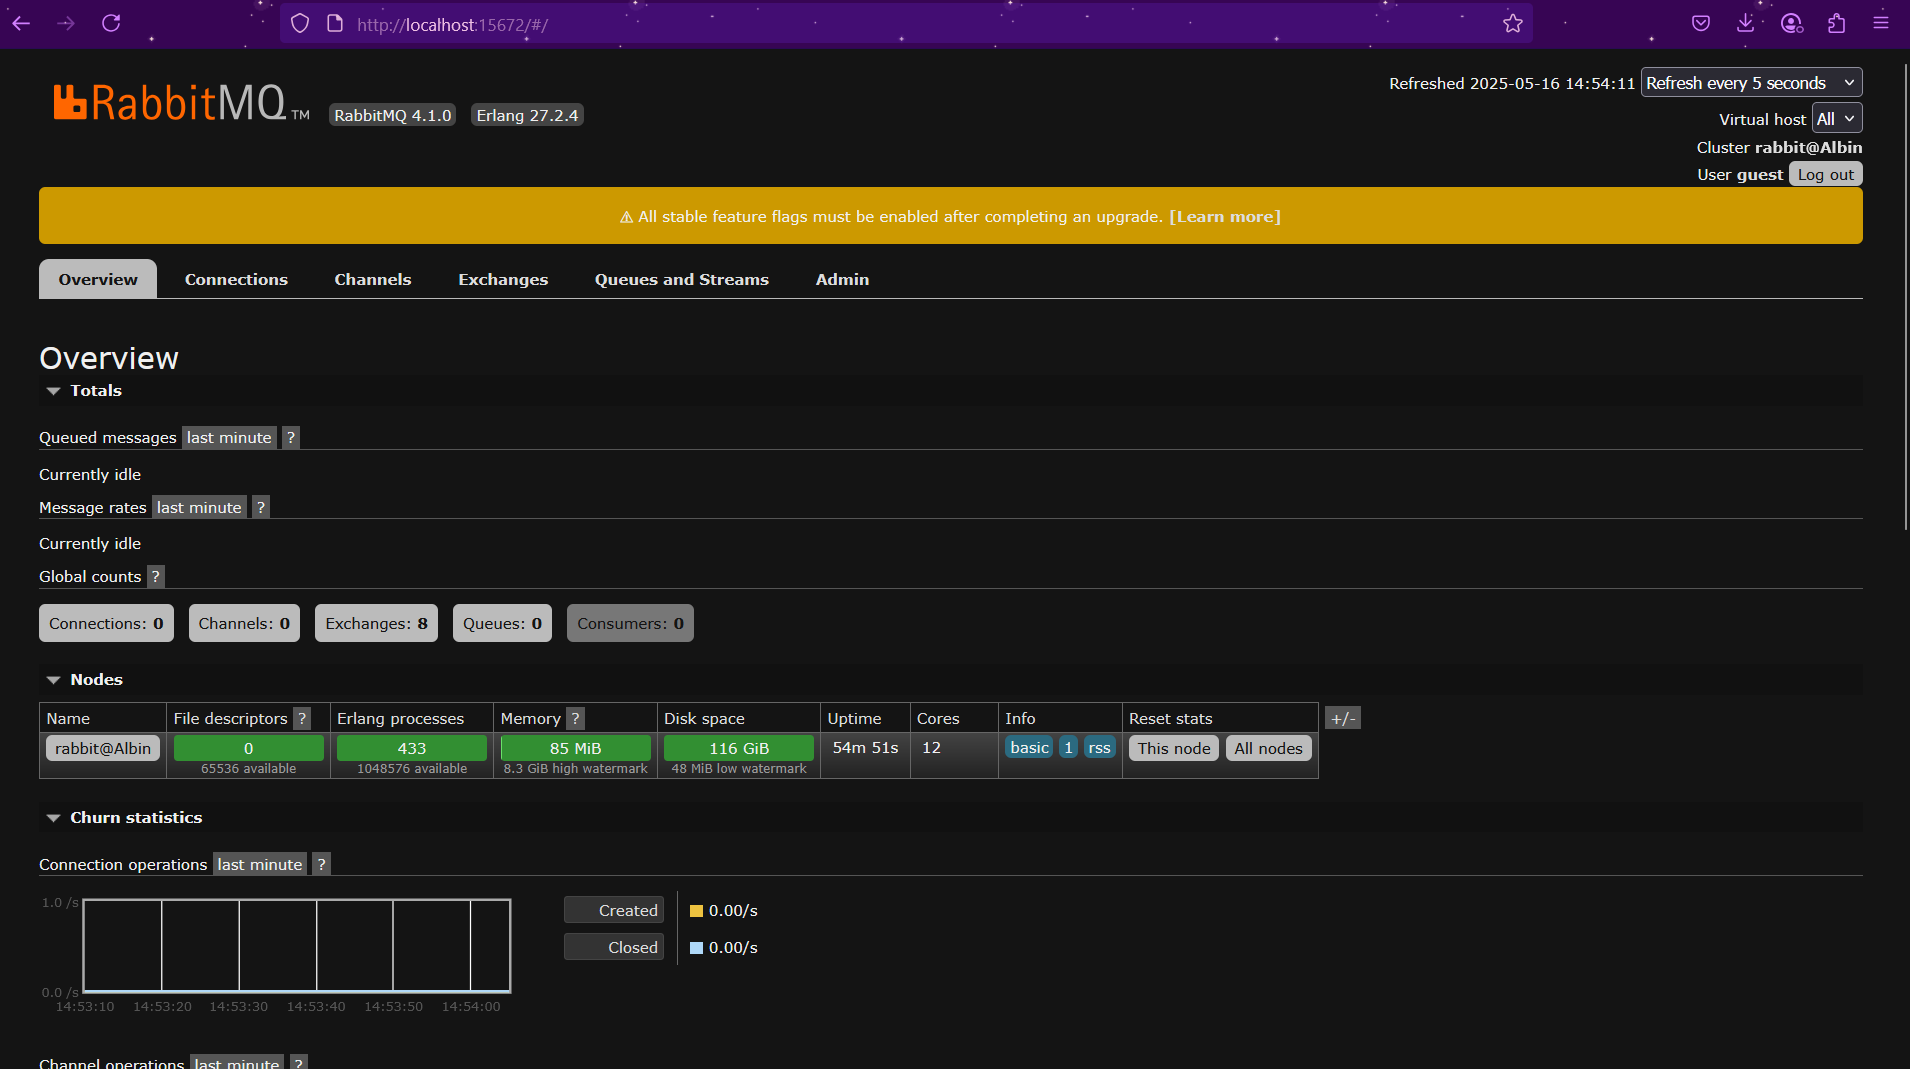 http://localhost:15672/#/
RabbitMQ TM RabbitMQ 4.1.0 Erlang 27.2.4
Refreshed 2025-05-16 14:54:11 Refresh every 5 seconds
Virtual host All
Cluster rabbit@Albin
User guest Log out
⚠ All stable feature flags must be enabled after completing an upgrade. [Learn more]
Overview Connections Channels Exchanges Queues and Streams Admin
Overview
Totals
Queued messages last minute ?
Currently idle
Message rates last minute ?
Currently idle
Global counts ?
Connections: 0 Channels: 0 Exchanges: 8 Queues: 0 Consumers: 0
Nodes
Name File descriptors ? Erlang processes Memory ? Disk space Uptime Cores Info Reset stats +/-
rabbit@Albin 0 433 85 MiB 116 GiB 54m 51s 12 basic 1 rss This node All nodes
65536 available 1048576 available 8.3 GiB high watermark 48 MiB low watermark
Churn statistics
Connection operations last minute ?
1.0 /s
Created 0.00/s
Closed 0.00/s
0.0 /s
14:53:10 14:53:20 14:53:30 14:53:40 14:53:50 14:54:00
Channel operations last minute ?